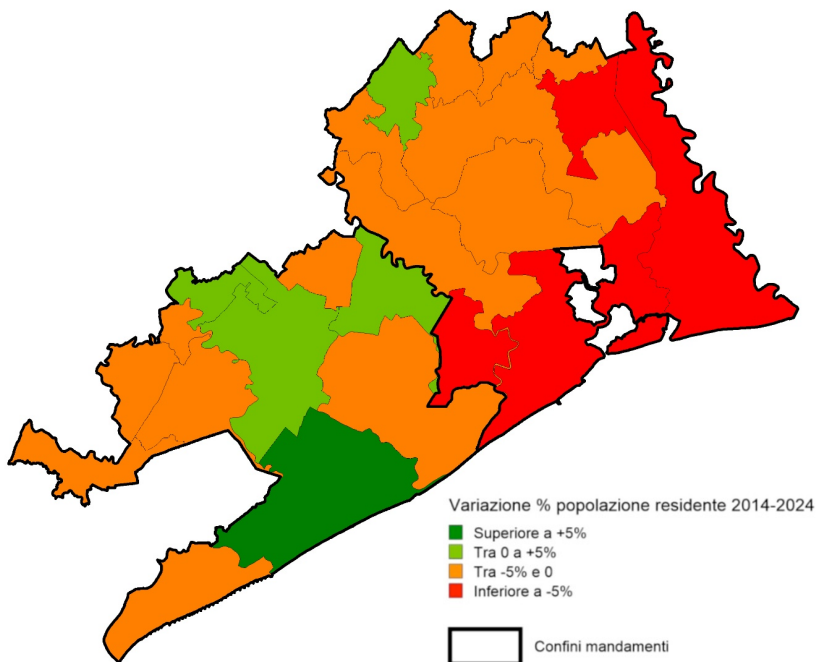 Variazione % popolazione residente 2014-2024
Superiore a +5%
Tra 0 a +5%
Tra -5% e 0
Inferiore a -5%
Confini mandamenti